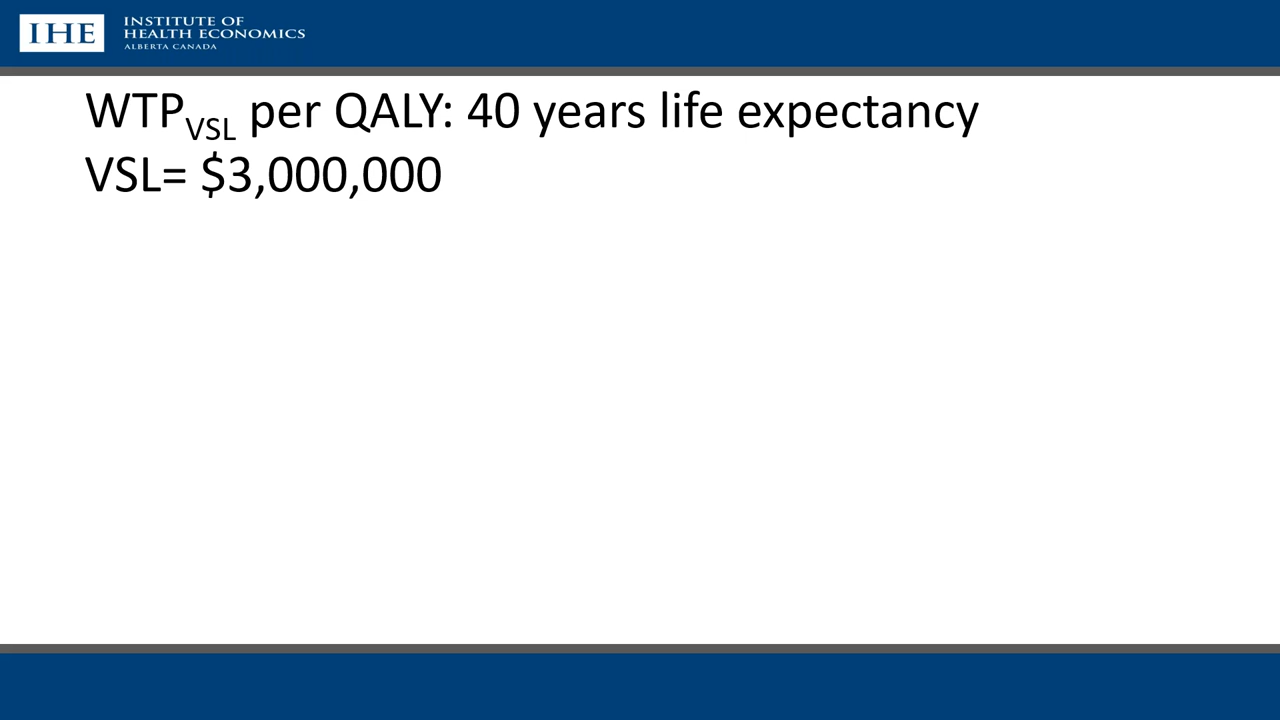 IHE
INSTITUTE OF
HEALTH ECONOMICS
ALBERTA CANADA
WTPVSL per QALY: 40 years life expectancy
VSL= $3,000,000